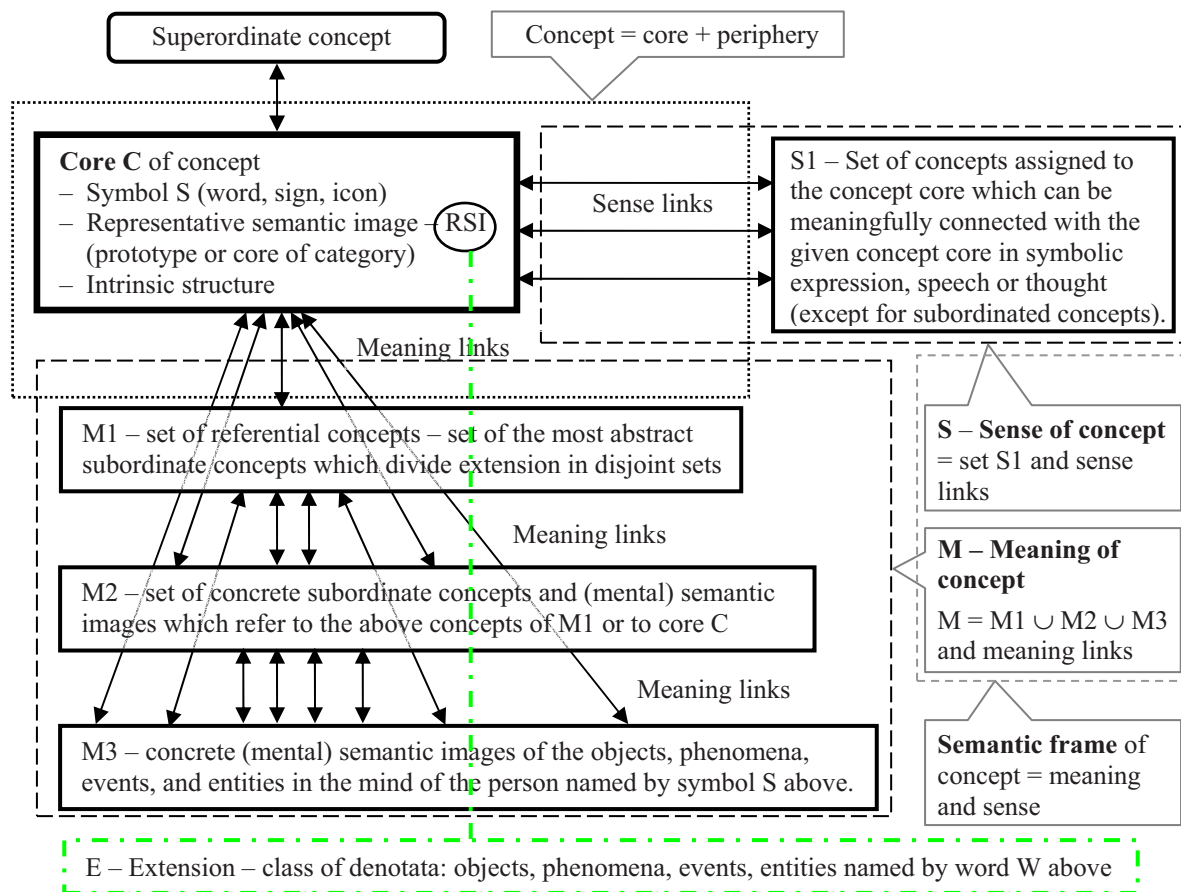 Superordinate concept
Concept = core + periphery
Core C of concept
– Symbol S (word, sign, icon)
– Representative semantic image – RSI
(prototype or core of category)
– Intrinsic structure
Sense links
S1 – Set of concepts assigned to
the concept core which can be
meaningfully connected with the
given concept core in symbolic
expression, speech or thought
(except for subordinated concepts).
Meaning links
M1 – set of referential concepts – set of the most abstract
subordinate concepts which divide extension in disjoint sets
S – Sense of concept
= set S1 and sense
links
Meaning links
M2 – set of concrete subordinate concepts and (mental) semantic
images which refer to the above concepts of M1 or to core C
M – Meaning of
concept
M = M1 ∪ M2 ∪ M3
and meaning links
Meaning links
M3 – concrete (mental) semantic images of the objects, phenomena,
events, and entities in the mind of the person named by symbol S above.
Semantic frame of
concept = meaning
and sense
E – Extension – class of denotata: objects, phenomena, events, entities named by word W above